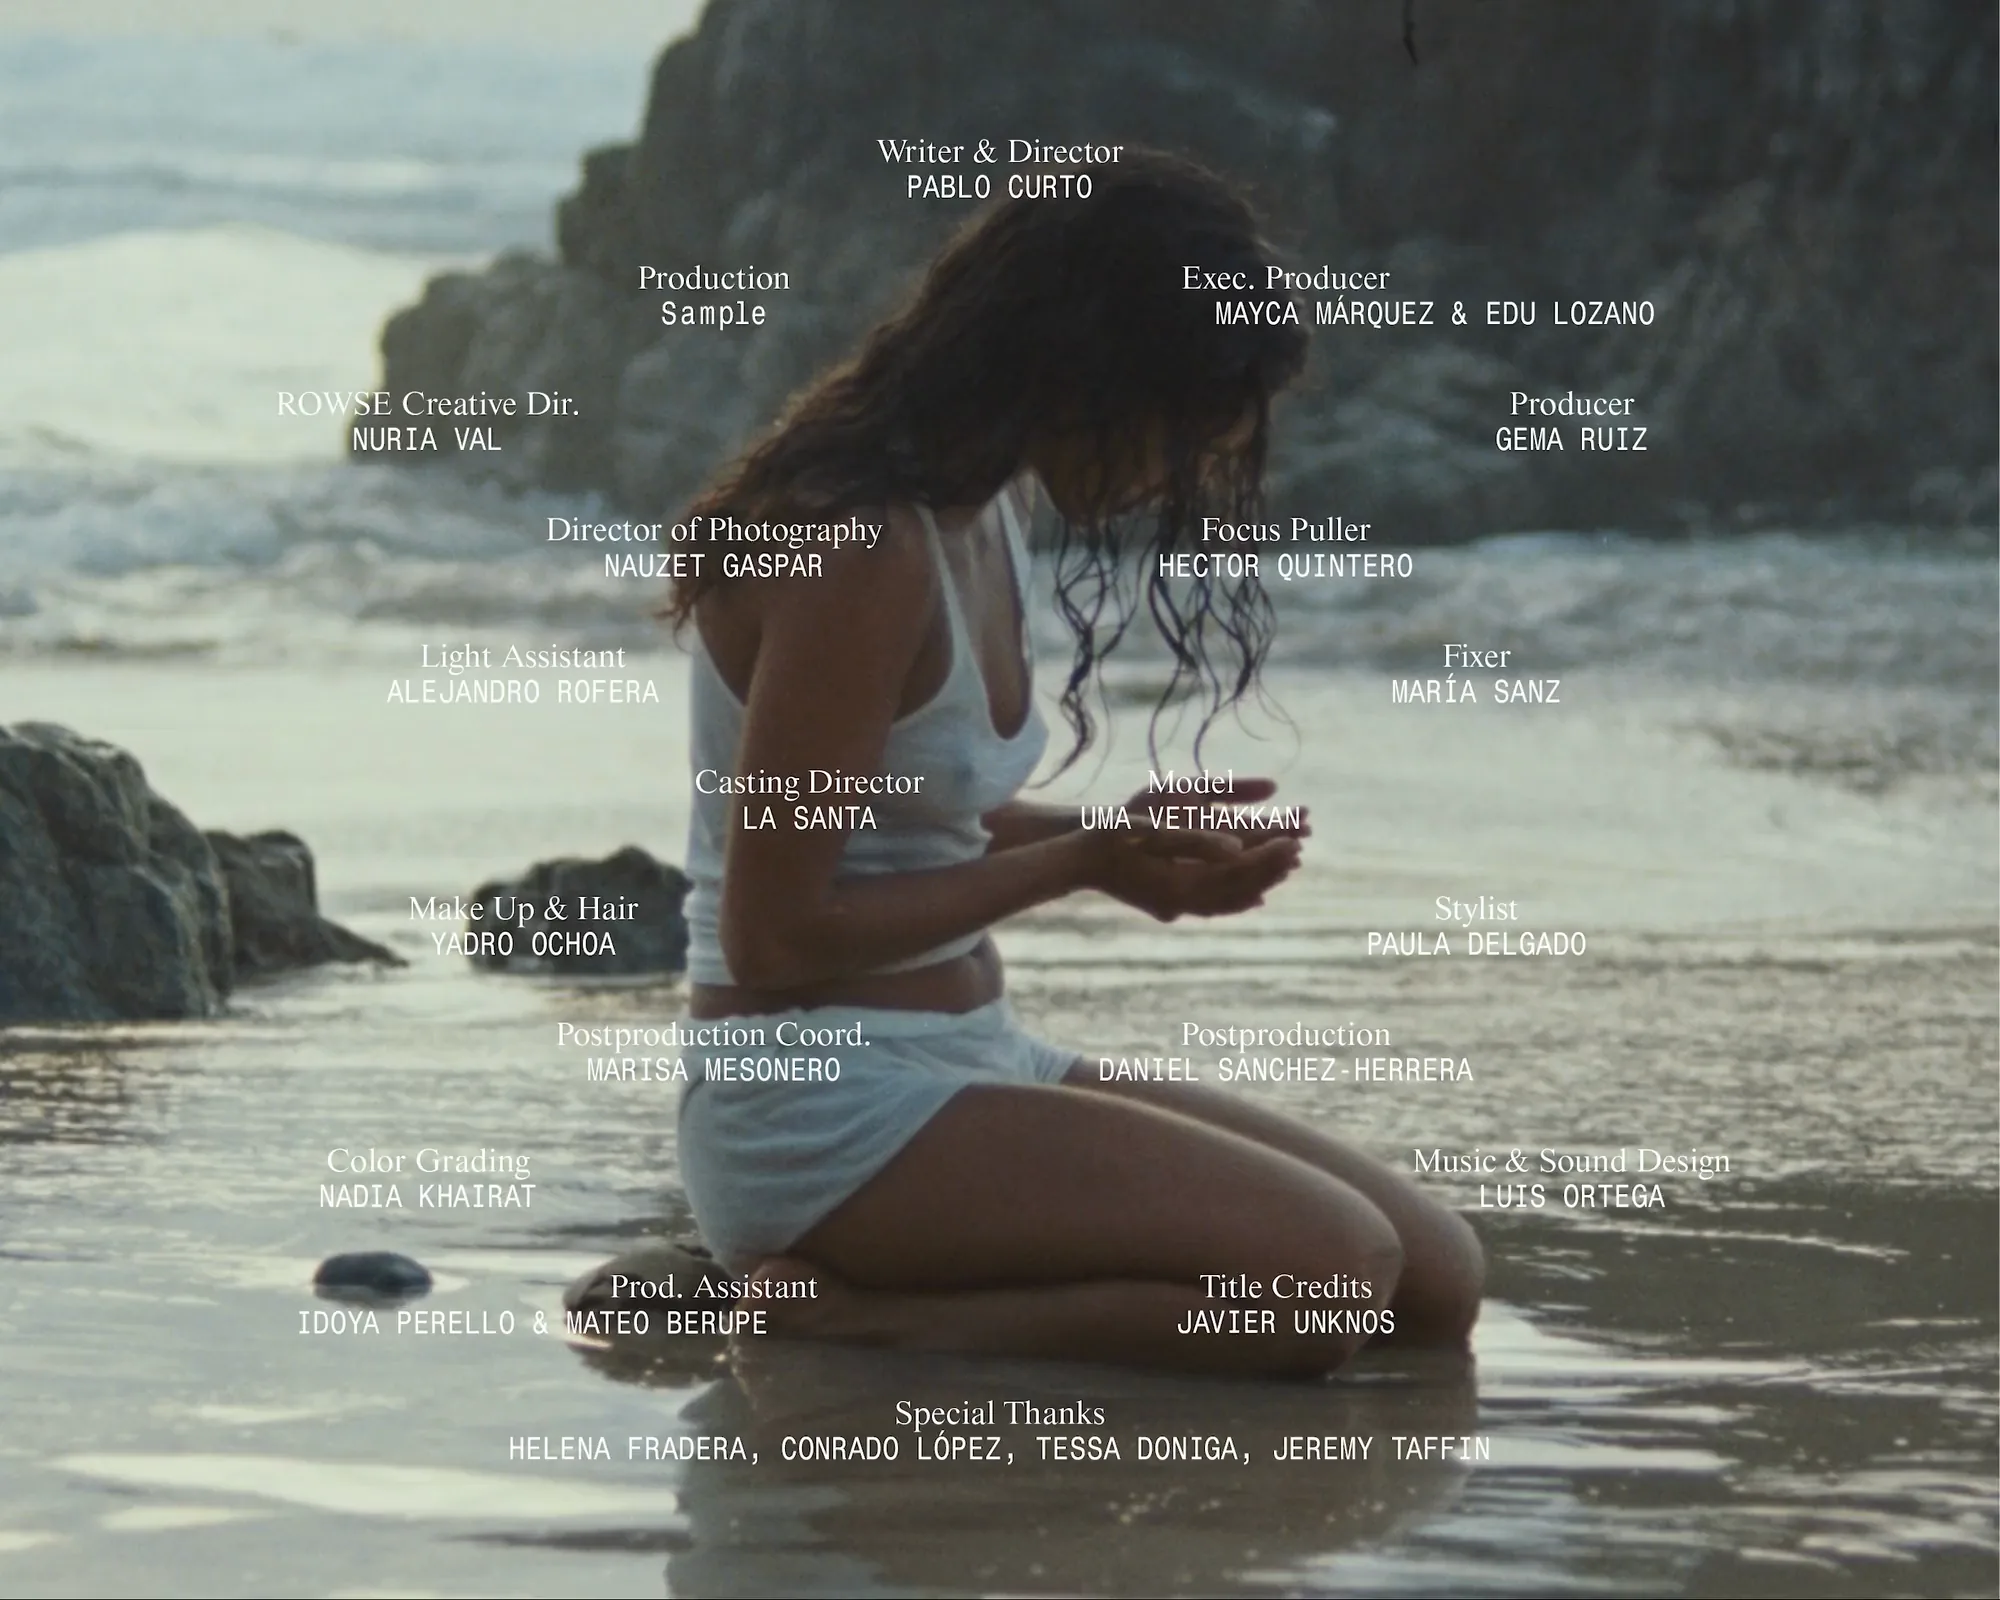 Writer & Director
PABLO CURTO
Production
Sample
Exec. Producer
MAYCA MÁRQUEZ & EDU LOZANO
ROWSE Creative Dir.
NURIA VAL
Producer
GEMA RUIZ
Director of Photography
NAUZET GASPAR
Focus Puller
HECTOR QUINTERO
Light Assistant
ALEJANDRO ROFERA
Fixer
MARÍA SANZ
Casting Director
LA SANTA
Model
UMA VETHAKKAN
Make Up & Hair
YADRO OCHOA
Stylist
PAULA DELGADO
Postproduction Coord.
MARISA MESONERO
Postproduction
DANIEL SANCHEZ-HERRERA
Color Grading
NADIA KHAIRAT
Music & Sound Design
LUIS ORTEGA
Prod. Assistant
IDOYA PERELLO & MATEO BERUPE
Title Credits
JAVIER UNKNOS
Special Thanks
HELENA FRADERA, CONRADO LÓPEZ, TESSA DONIGA, JEREMY TAFFIN